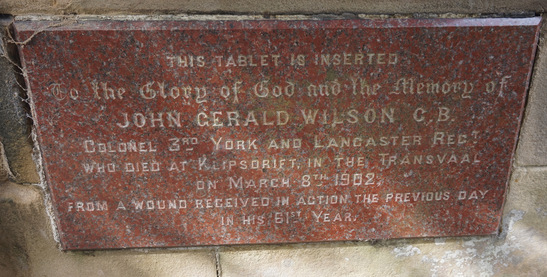 THIS TABLET IS INSERTED
To the Glory of God and the Memory of
JOHN GERALD WILSON C.B.
COLONEL 3RD YORK AND LANCASTER REGT
WHO DIED AT KLIPSDRIFT, IN THE TRANSVAAL
ON MARCH 8TH 1902.
FROM A WOUND RECEIVED IN ACTION THE PREVIOUS DAY
IN HIS 61ST YEAR.